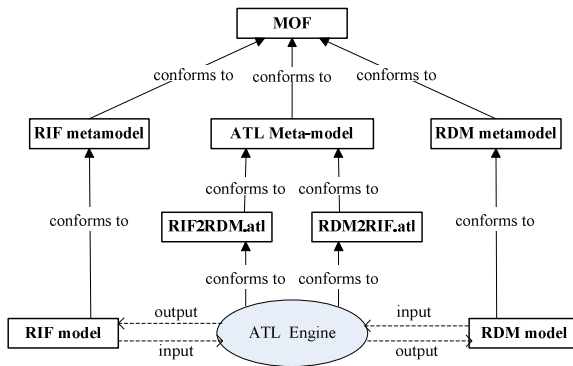 MOF
conforms to
conforms to
conforms to
RIF metamodel
ATL Meta-model
RDM metamodel
conforms to
conforms to
conforms to
conforms to
RIF2RDM.atl
RDM2RIF.atl
conforms to
conforms to
output
input
RIF model
ATL Engine
RDM model
input
output